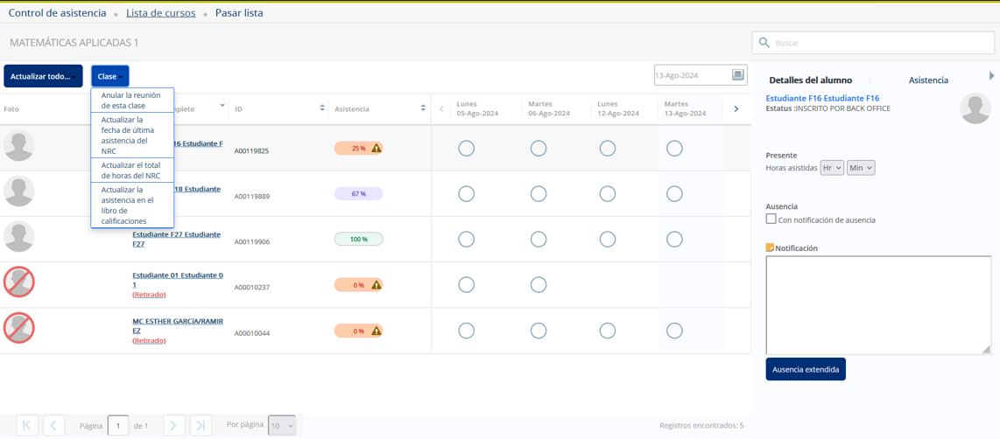 Control de asistencia
Lista de cursos
Pasar lista
MATEMÁTICAS APLICADAS 1
Buscar
Actualizar todo...
Clase
13-Ago-2024
Anular la reunión
de esta clase
Actualizar la
fecha de última
asistencia del
NRC
Actualizar el total
de horas del NRC
Actualizar la
asistencia en el
libro de
calificaciones
Foto
ID
Asistencia
Lunes
05-Ago-2024
Martes
06-Ago-2024
Lunes
12-Ago-2024
Martes
13-Ago-2024
16 Estudiante F
A00119825
25 %
18 Estudiante
A00119889
67 %
Estudiante F27 Estudiante
F27
A00119906
100 %
Estudiante 01 Estudiante 0
1
(Retirado)
A00010237
0 %
MC ESTHER GARCÍA/RAMIR
EZ
(Retirado)
A00010044
0 %
Detalles del alumno
Asistencia
Estudiante F16 Estudiante F16
Estatus :INSCRITO POR BACK OFFICE
Presente
Horas asistidas Hr Min
Ausencia
Con notificación de ausencia
Notificación
Ausencia extendida
Página 1 de 1
Por página 10
Registros encontrados: 5